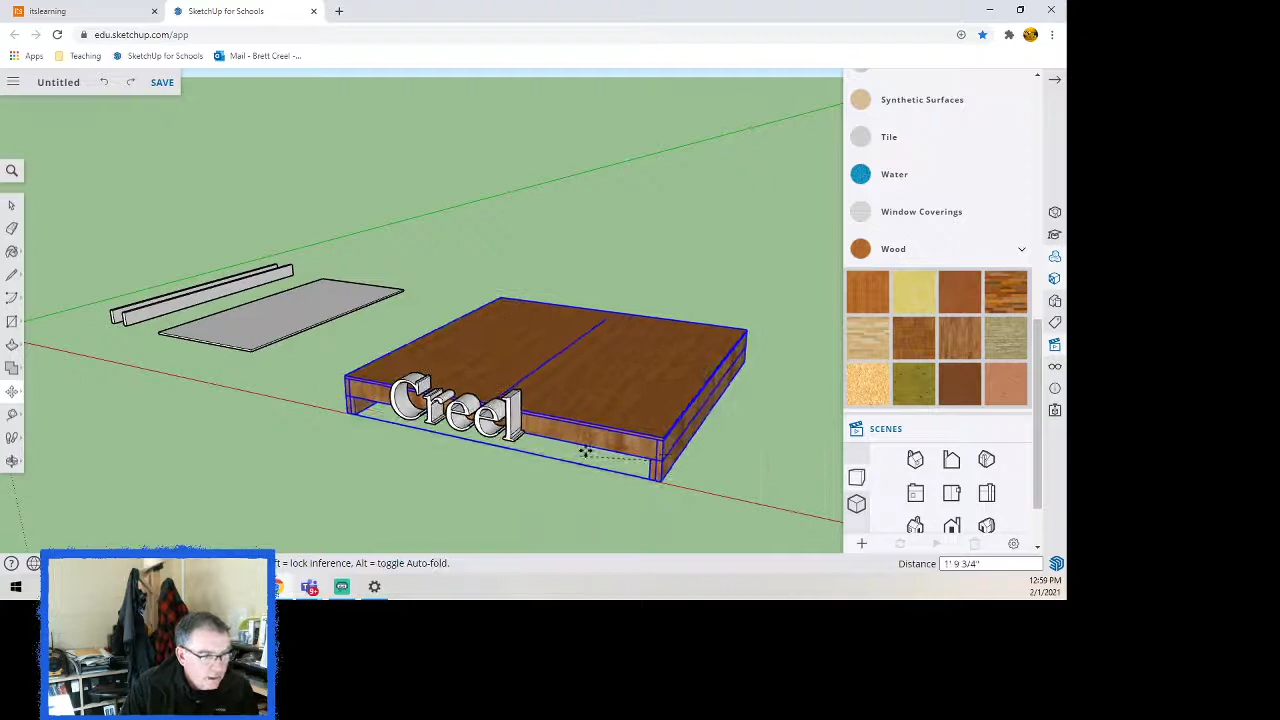 itslearning
SketchUp for Schools
edu.sketchup.com/app
Apps
Teaching
SketchUp for Schools
Mail - Brett Creel -...
Untitled
SAVE
Synthetic Surfaces
Tile
Water
Window Coverings
Wood
Creel
SCENES
ft = lock inference, Alt = toggle Auto-fold.
Distance
1' 9 3/4"
9+
12:59 PM
2/1/2021